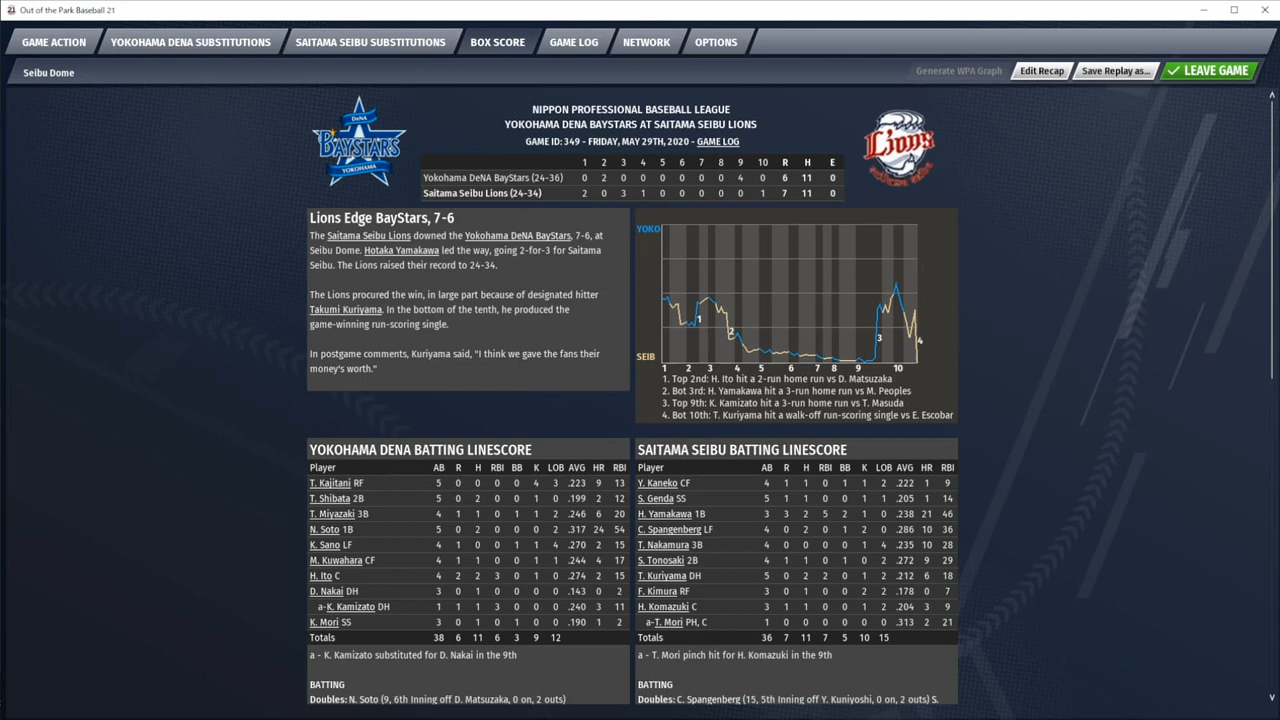 Out of the Park Baseball 21
GAME ACTION YOKOHAMA DENA SUBSTITUTIONS SAITAMA SEIBU SUBSTITUTIONS BOX SCORE GAME LOG NETWORK OPTIONS
Seibu Dome Generate WPA Graph Edit Recap Save Replay as... LEAVE GAME
DeNA
BAYSTARS
YOKOHAMA
NIPPON PROFESSIONAL BASEBALL LEAGUE
YOKOHAMA DENA BAYSTARS AT SAITAMA SEIBU LIONS
GAME ID: 349 - FRIDAY, MAY 29TH, 2020 - GAME LOG
Lions
1 2 3 4 5 6 7 8 9 10 R H E
Yokohama DeNA BayStars (24-36) 0 2 0 0 0 0 0 0 4 0 6 11 0
Saitama Seibu Lions (24-34) 2 0 3 1 0 0 0 0 0 1 7 11 0
Lions Edge BayStars, 7-6
The Saitama Seibu Lions downed the Yokohama DeNA BayStars, 7-6, at
Seibu Dome. Hotaka Yamakawa led the way, going 2-for-3 for Saitama
Seibu. The Lions raised their record to 24-34.
The Lions procured the win, in large part because of designated hitter
Takumi Kuriyama. In the bottom of the tenth, he produced the
game-winning run-scoring single.
In postgame comments, Kuriyama said, "I think we gave the fans their
money's worth."
YOKO
1
2
3
4
SEIB
1 2 3 4 5 6 7 8 9 10
1. Top 2nd: H. Ito hit a 2-run home run vs D. Matsuzaka
2. Bot 3rd: H. Yamakawa hit a 3-run home run vs M. Peoples
3. Top 9th: K. Kamizato hit a 3-run home run vs T. Masuda
4. Bot 10th: T. Kuriyama hit a walk-off run-scoring single vs E. Escobar
YOKOHAMA DENA BATTING LINESCORE
Player AB R H RBI BB K LOB AVG HR RBI
T. Kajitani RF 5 0 0 0 0 4 3 .223 9 13
T. Shibata 2B 5 0 2 0 0 0 0 .199 2 12
T. Miyazaki 3B 4 1 1 0 1 1 2 .246 6 20
N. Soto 1B 5 0 2 0 0 0 2 .317 24 54
K. Sano LF 4 1 0 0 1 1 4 .270 2 15
M. Kuwahara CF 4 1 1 0 0 1 1 .244 4 17
H. Ito C 4 2 2 3 0 1 0 .274 2 15
D. Nakai DH 3 0 1 0 0 0 0 .143 0 2
a-K. Kamizato DH 1 1 1 3 0 0 0 .240 3 11
K. Mori SS 3 0 1 0 1 1 0 .190 1 2
Totals 38 6 11 6 3 9 12
a - K. Kamizato substituted for D. Nakai in the 9th
BATTING
Doubles: N. Soto (9, 6th Inning off D. Matsuzaka, 0 on, 2 outs)
SAITAMA SEIBU BATTING LINESCORE
Player AB R H RBI BB K LOB AVG HR RBI
Y. Kaneko CF 4 1 1 0 1 1 2 .222 1 9
S. Genda SS 5 1 1 0 0 1 1 .205 1 14
H. Yamakawa 1B 3 3 2 5 2 1 0 .238 21 46
C. Spangenberg LF 4 0 2 0 1 2 0 .286 10 36
T. Nakamura 3B 4 0 0 0 0 1 4 .235 10 28
S. Tonosaki 2B 4 1 1 0 1 0 2 .272 9 29
T. Kuriyama DH 5 0 2 2 0 1 2 .212 6 18
F. Kimura RF 3 0 1 0 0 2 2 .178 0 7
H. Komazuki C 3 1 1 0 0 1 2 .204 3 9
a-T. Mori PH, C 1 0 0 0 0 0 0 .313 2 21
Totals 36 7 11 7 5 10 15
a - T. Mori pinch hit for H. Komazuki in the 9th
BATTING
Doubles: C. Spangenberg (15, 5th Inning off Y. Kuniyoshi, 0 on, 2 outs) S.